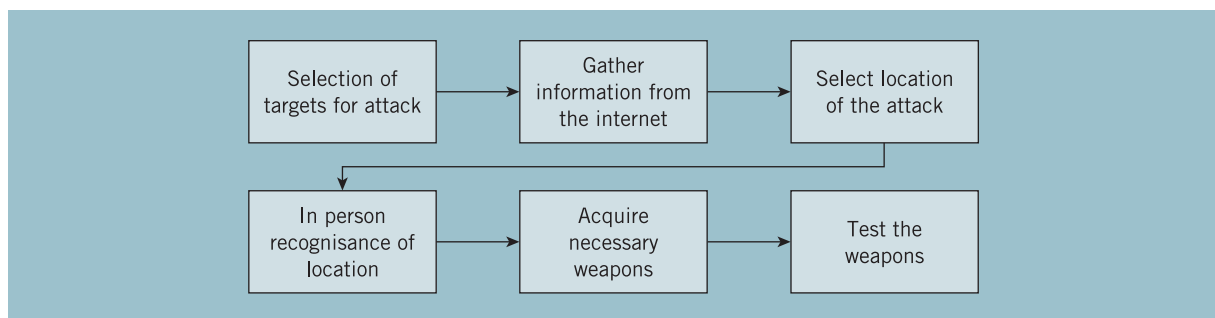 Selection of
targets for attack
Gather
information from
the internet
Select location
of the attack
In person
recognisance of
location
Acquire
necessary
weapons
Test the
weapons